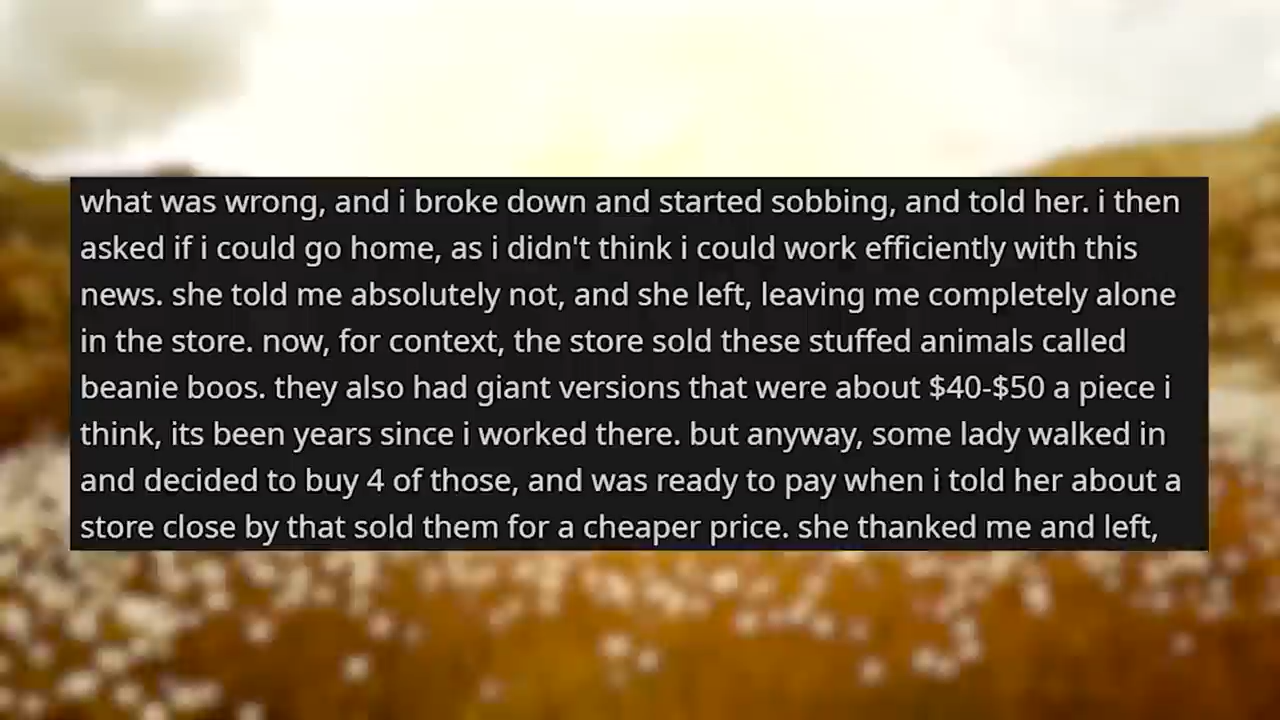 what was wrong, and i broke down and started sobbing, and told her. i then
asked if i could go home, as i didn't think i could work efficiently with this
news. she told me absolutely not, and she left, leaving me completely alone
in the store. now, for context, the store sold these stuffed animals called
beanie boos. they also had giant versions that were about $40-$50 a piece i
think, its been years since i worked there. but anyway, some lady walked in
and decided to buy 4 of those, and was ready to pay when i told her about a
store close by that sold them for a cheaper price. she thanked me and left,